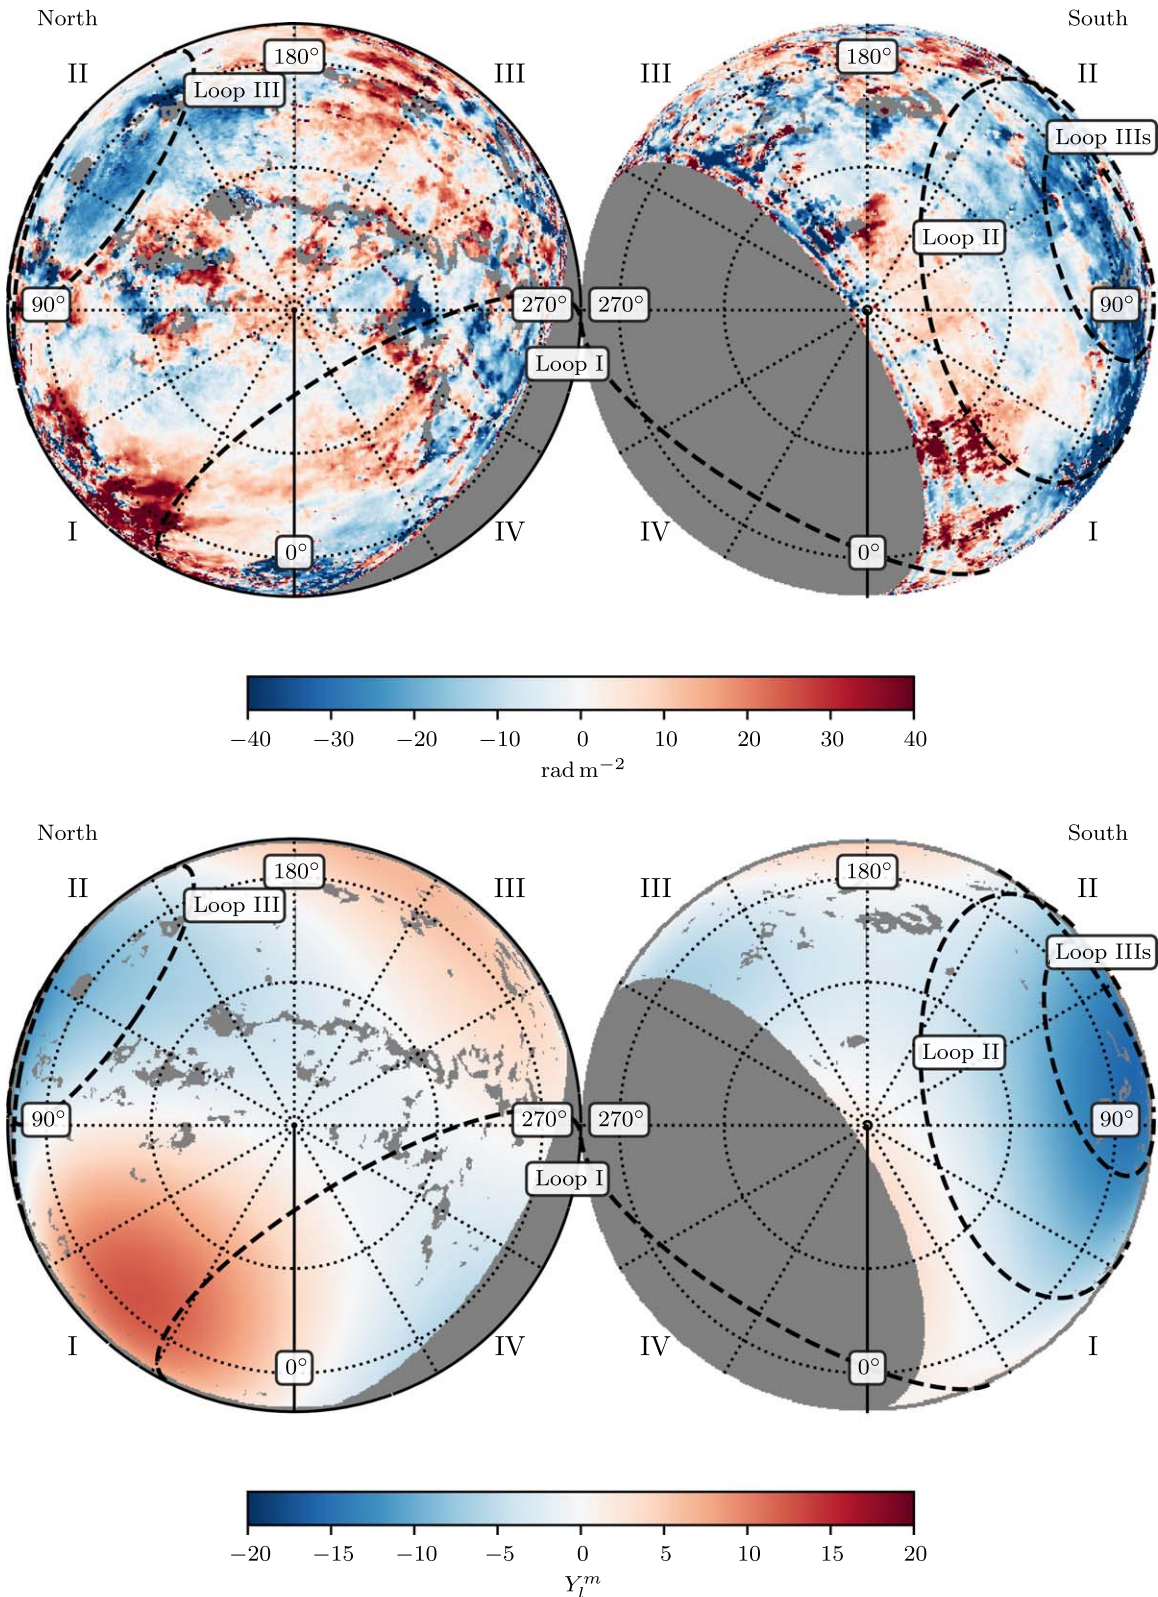 North
South
180°
180°
II
III
III
II
Loop III
Loop IIIs
Loop II
90°
270°
270°
90°
Loop I
I
IV
IV
I
0°
0°
−40 −30 −20 −10 0 10 20 30 40
rad m⁻²
North
South
180°
180°
II
III
III
II
Loop III
Loop IIIs
Loop II
90°
270°
270°
90°
Loop I
I
IV
IV
I
0°
0°
−20 −15 −10 −5 0 5 10 15 20
Yₗᵐ